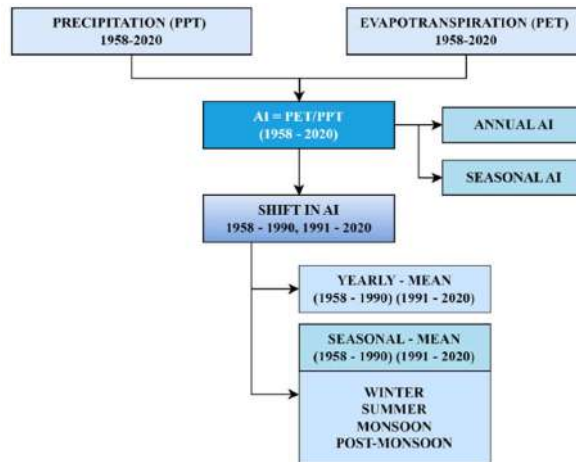 PRECIPITATION (PPT)
1958-2020
EVAPOTRANSPIRATION (PET)
1958-2020
AI = PET/PPT
(1958 - 2020)
ANNUAL AI
SEASONAL AI
SHIFT IN AI
1958 - 1990, 1991 - 2020
YEARLY - MEAN
(1958 - 1990) (1991 - 2020)
SEASONAL - MEAN
(1958 - 1990) (1991 - 2020)
WINTER
SUMMER
MONSOON
POST-MONSOON